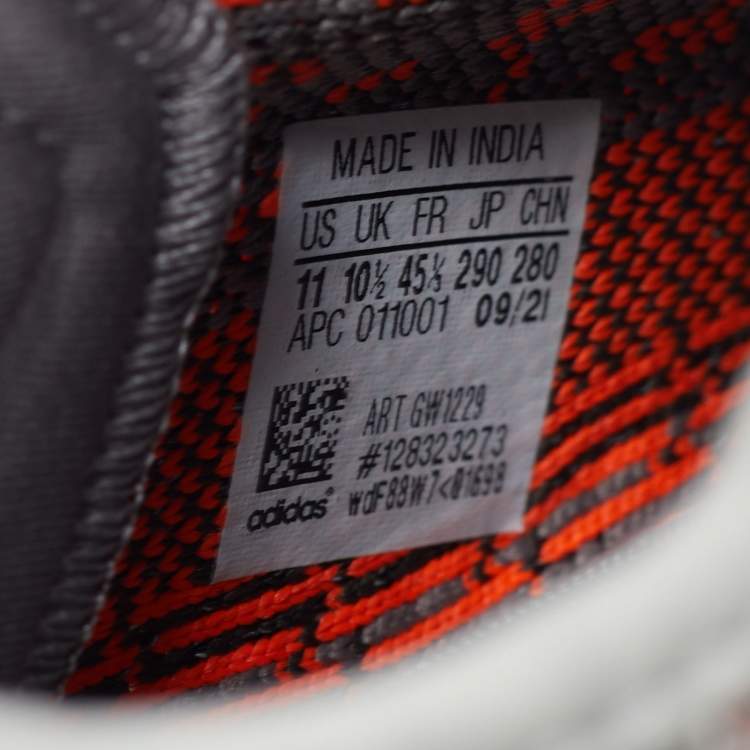 MADE IN INDIA
US UK FR JP CHN
11 10½ 45⅓ 290 280
APC 011001 09/21
ART GW1229
#128323273
wdF88W7<01698
adidas®